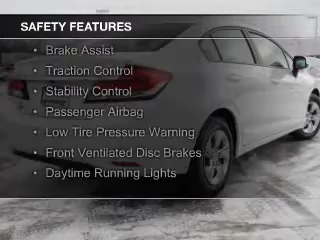 SAFETY FEATURES
• Brake Assist
• Traction Control
• Stability Control
• Passenger Airbag
• Low Tire Pressure Warning
• Front Ventilated Disc Brakes
• Daytime Running Lights